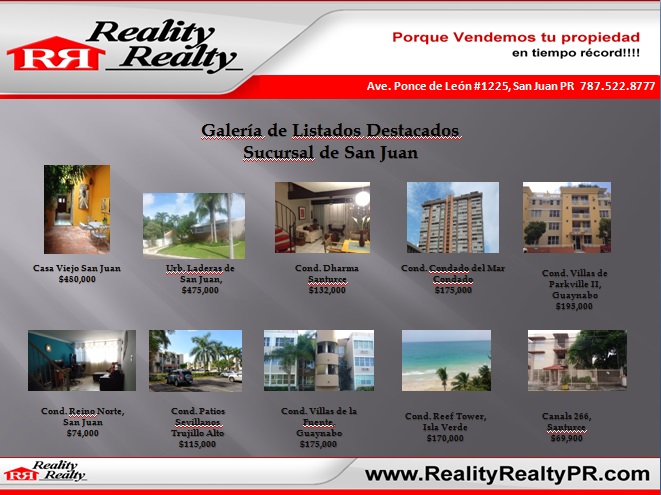 Reality
Realty
RR
Porque Vendemos tu propiedad
en tiempo récord!!!!
Ave. Ponce de León #1225, San Juan PR 787.522.8777
Galería de Listados Destacados
Sucursal de San Juan
Casa Viejo San Juan
$480,000
Urb. Laderas de
San Juan,
$475,000
Cond. Dharma
Santurce
$132,000
Cond. Condado del Mar
Condado
$175,000
Cond. Villas de
Parkville II,
Guaynabo
$195,000
Cond. Reino Norte,
San Juan
$74,000
Cond. Patios
Sevillanos
Trujillo Alto
$115,000
Cond. Villas de la
Fuente,
Guaynabo
$175,000
Cond. Reef Tower,
Isla Verde
$170,000
Canals 266,
Santurce
$69,900
RR
Reality
Realty
www.RealityRealtyPR.com